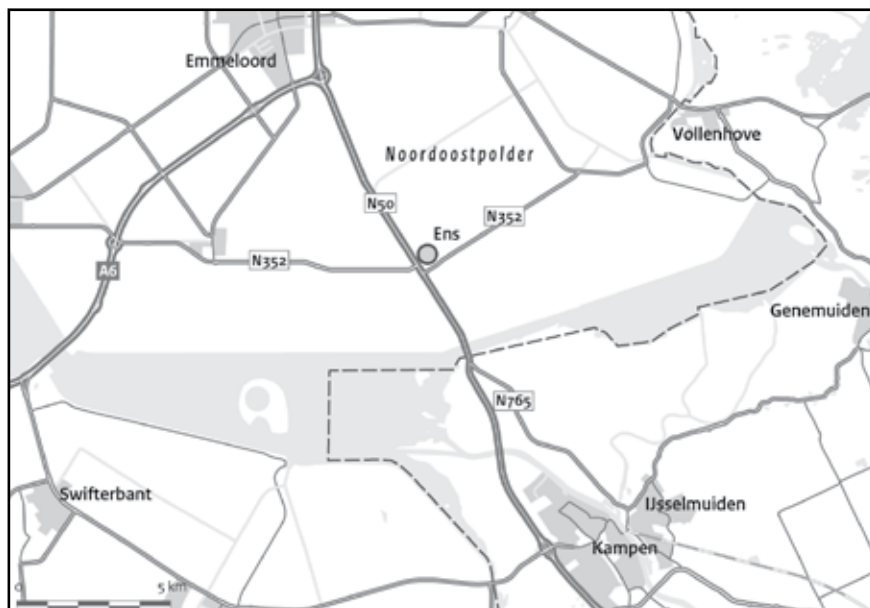 Emmeloord
Vollenhove
Noordoostpolder
N50
N352
Ens
N352
A6
Genemuiden
N765
Swifterbant
IJsselmuiden
Kampen
0 5 km